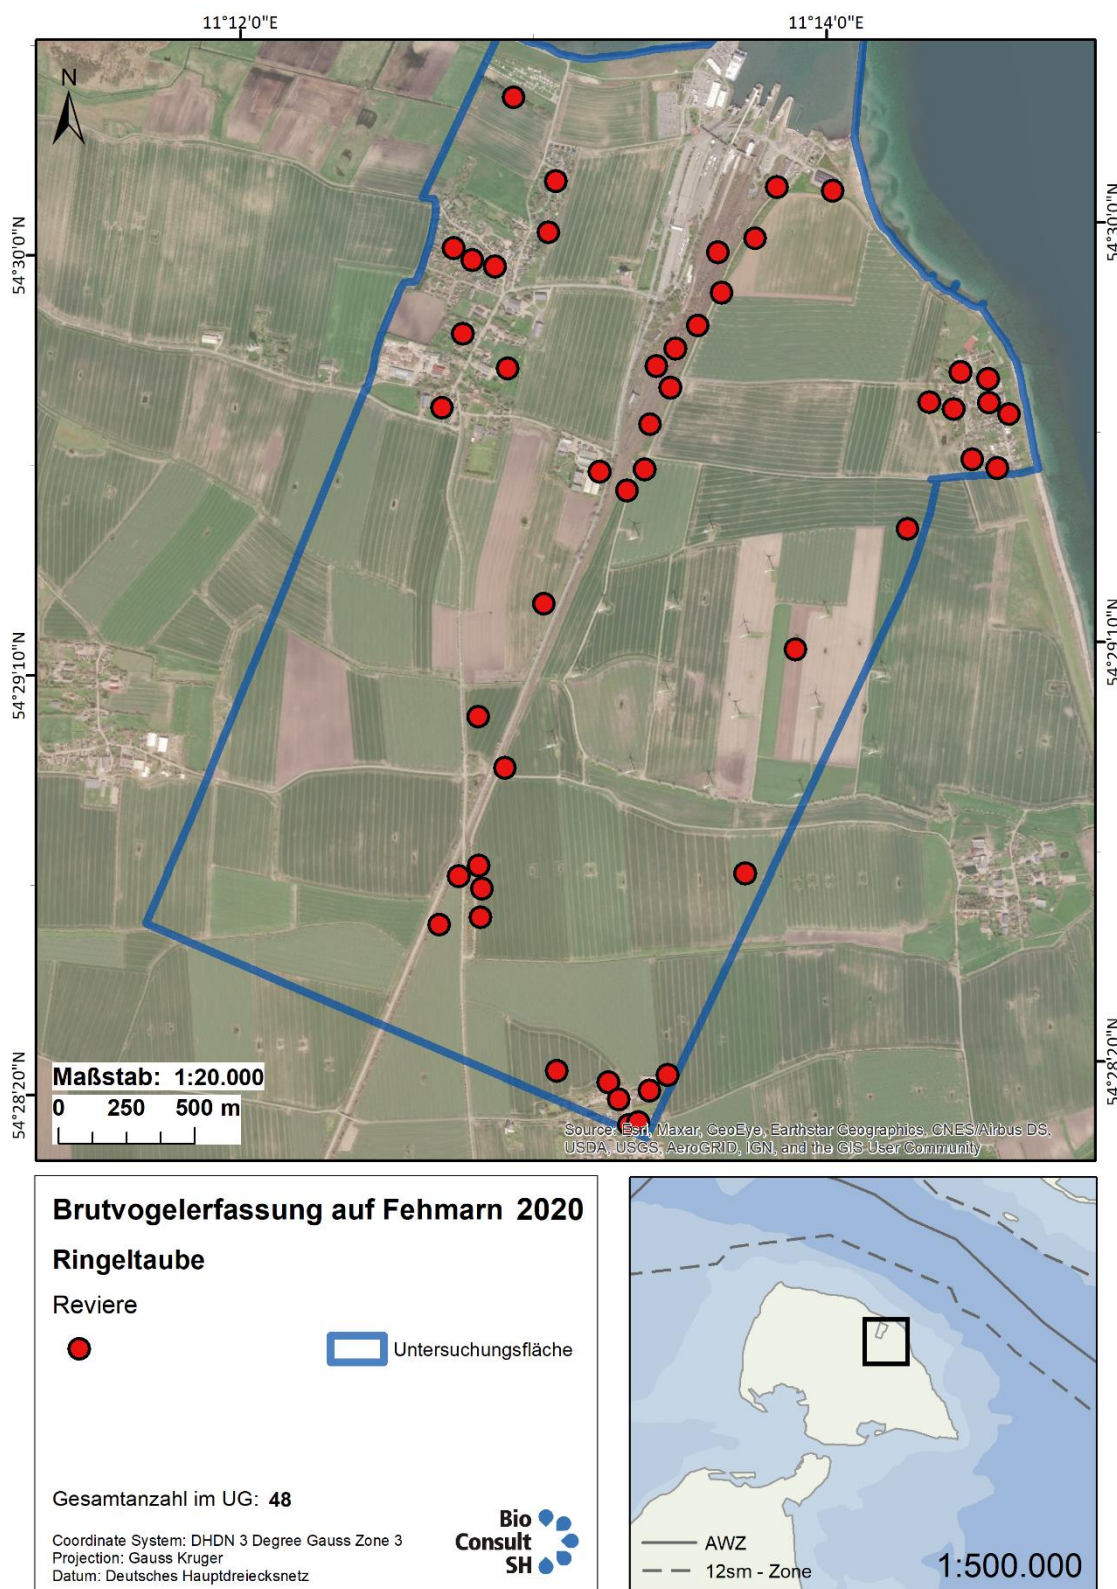 11°12'0"E
11°14'0"E
N
54°30'0"N
54°30'0"N
54°29'10"N
54°29'10"N
54°28'20"N
54°28'20"N
Maßstab: 1:20.000
0 250 500 m
Source: Esri, Maxar, GeoEye, Earthstar Geographics, CNES/Airbus DS,
USDA, USGS, AeroGRID, IGN, and the GIS User Community
Brutvogelerfassung auf Fehmarn 2020
Ringeltaube
Reviere
Untersuchungsfläche
Gesamtanzahl im UG: 48
Coordinate System: DHDN 3 Degree Gauss Zone 3
Projection: Gauss Kruger
Datum: Deutsches Hauptdreiecksnetz
Bio
Consult
SH
AWZ
12sm - Zone
1:500.000